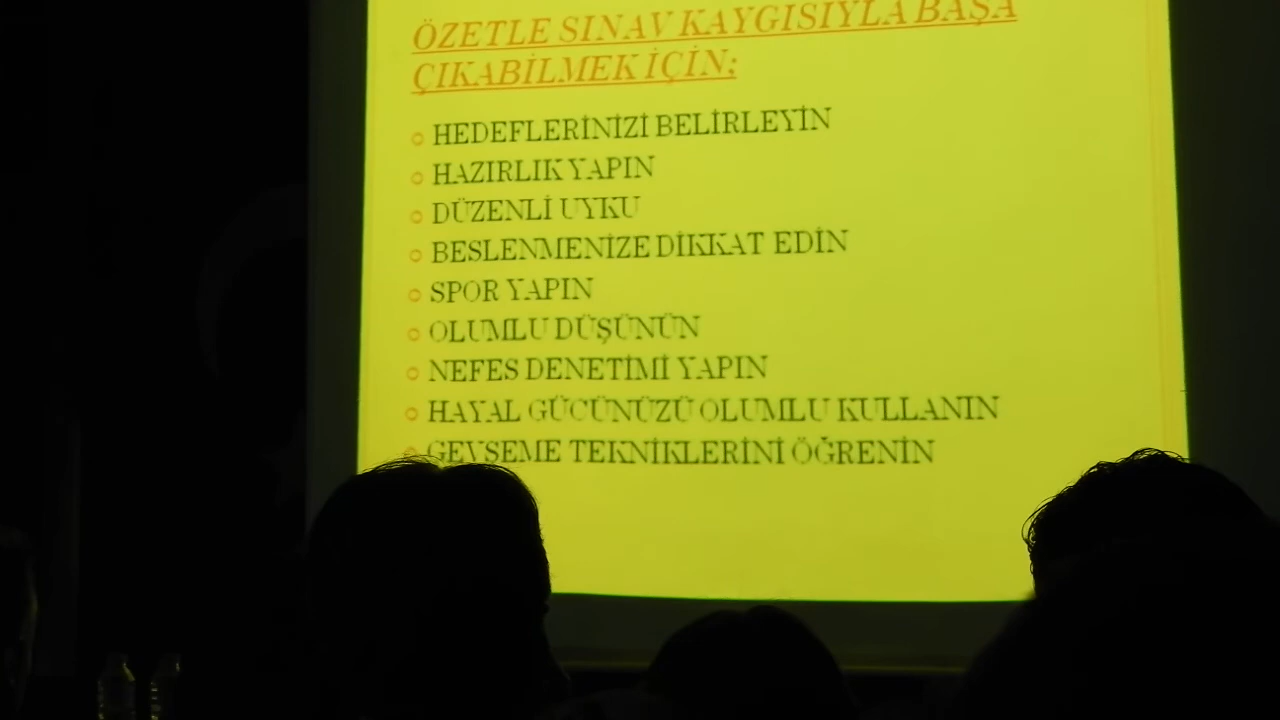 ÖZETLE SINAV KAYGISIYLA BAŞA
ÇIKABİLMEK İÇİN;
HEDEFLERİNİZİ BELİRLEYİN
HAZIRLIK YAPIN
DÜZENLİ UYKU
BESLENMENİZE DİKKAT EDİN
SPOR YAPIN
OLUMLU DÜŞÜNÜN
NEFES DENETİMİ YAPIN
HAYAL GÜCÜNÜZÜ OLUMLU KULLANIN
GEVŞEME TEKNİKLERİNİ ÖĞRENİN